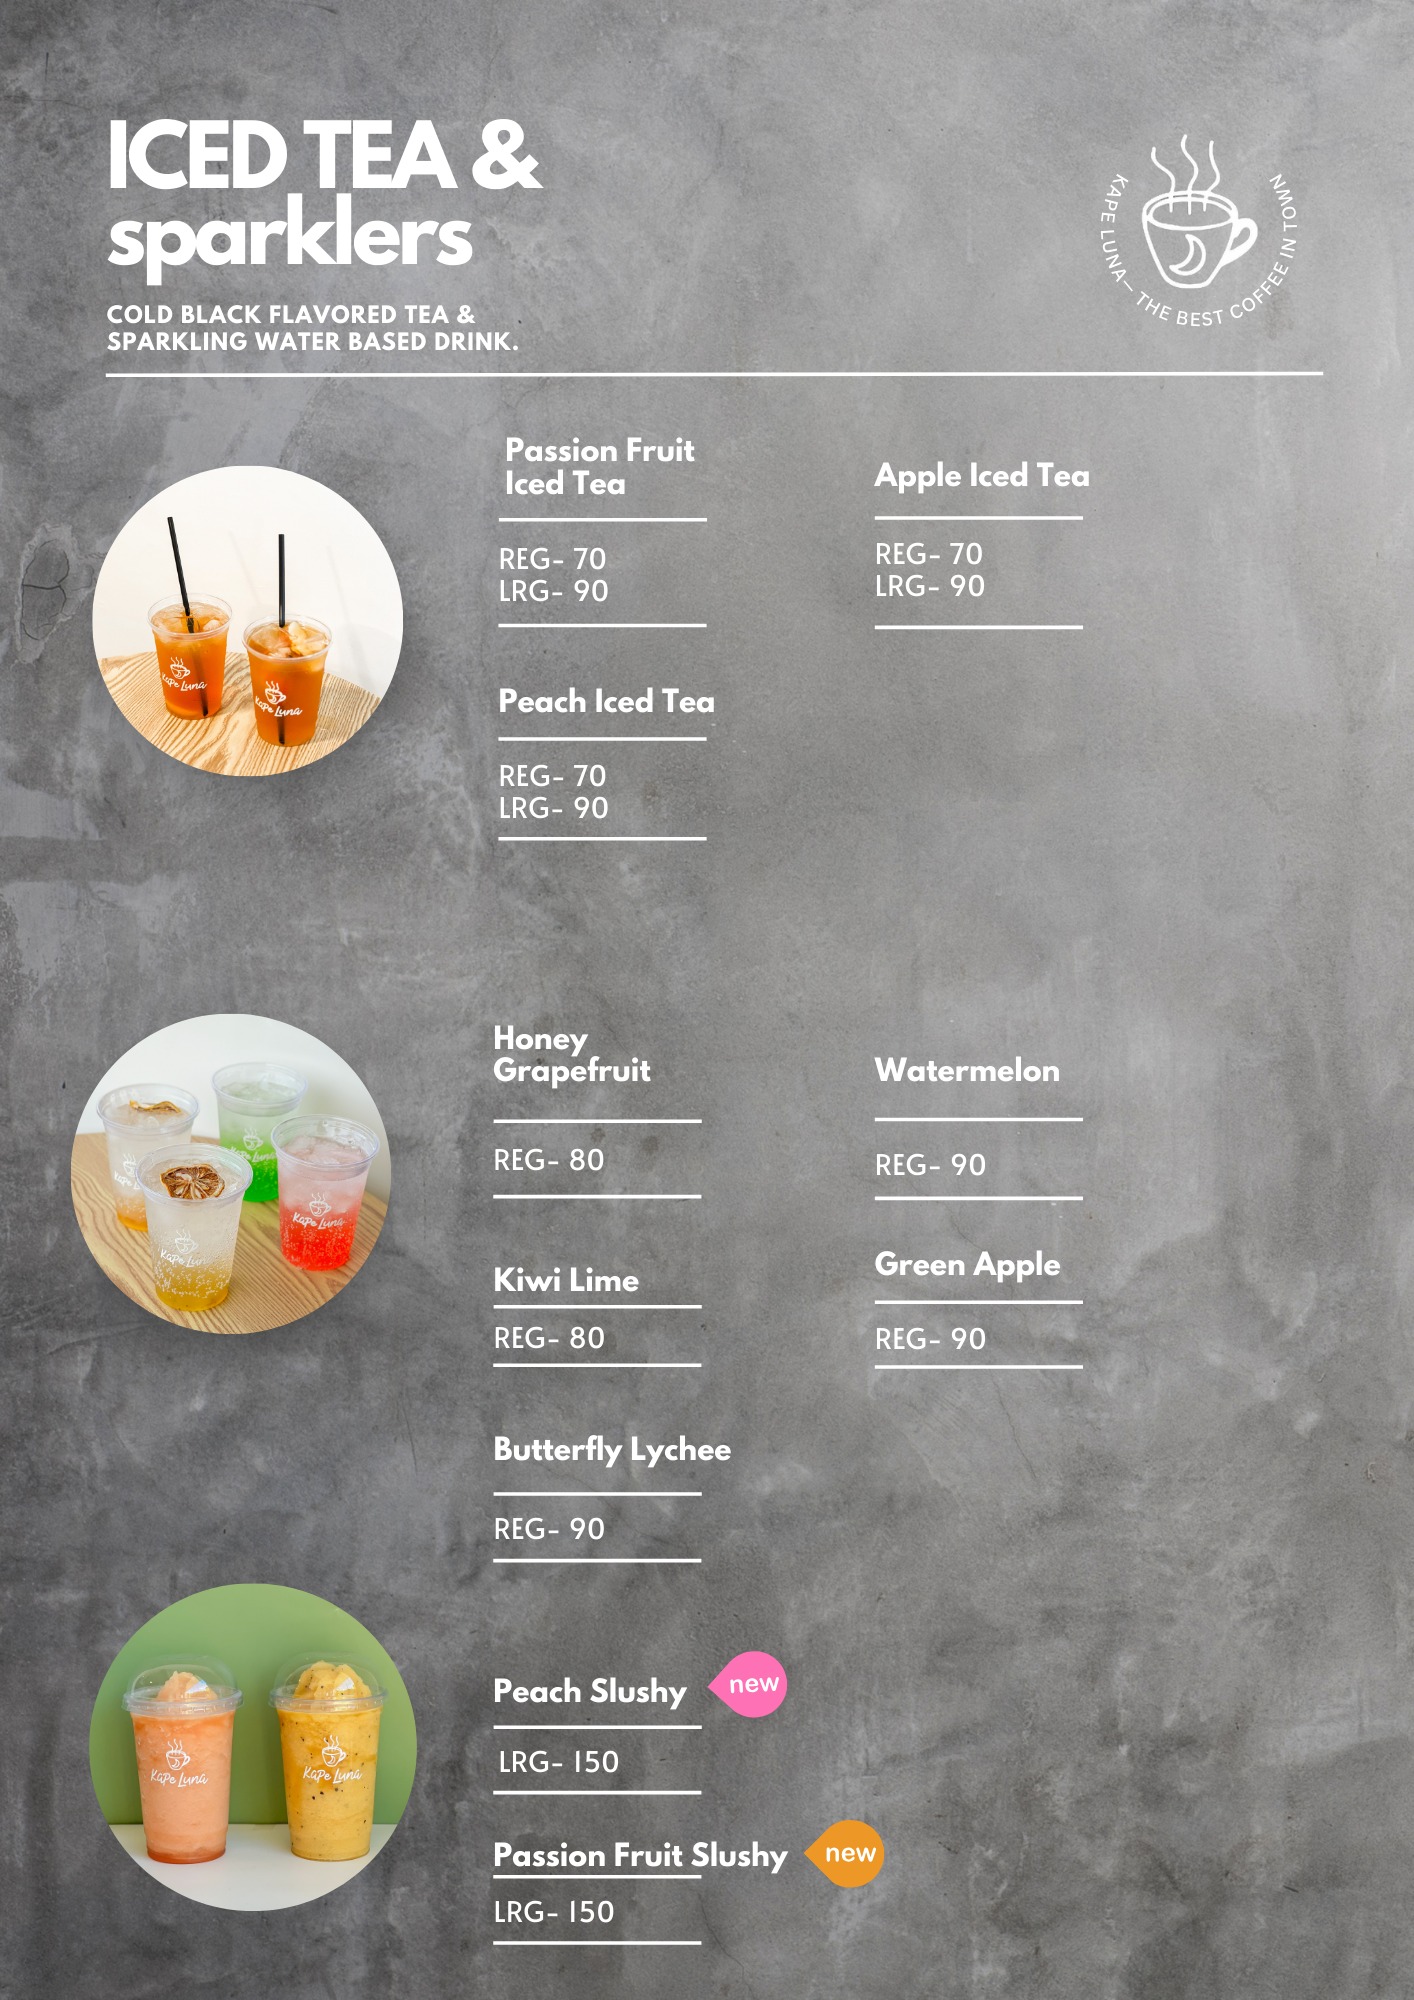 ICED TEA &
sparklers
COLD BLACK FLAVORED TEA &
SPARKLING WATER BASED DRINK.
KAPE LUNA— THE BEST COFFEE IN TOWN
Passion Fruit
Iced Tea
REG- 70
LRG- 90
Apple Iced Tea
REG- 70
LRG- 90
Peach Iced Tea
REG- 70
LRG- 90
Kape Luna
Kape Luna
Honey
Grapefruit
REG- 80
Watermelon
REG- 90
Kiwi Lime
REG- 80
Green Apple
REG- 90
Butterfly Lychee
REG- 90
Kape Luna
Kape Luna
Kape Luna
Peach Slushy
new
LRG- 150
Passion Fruit Slushy
new
LRG- 150
Kape Luna
Kape Luna